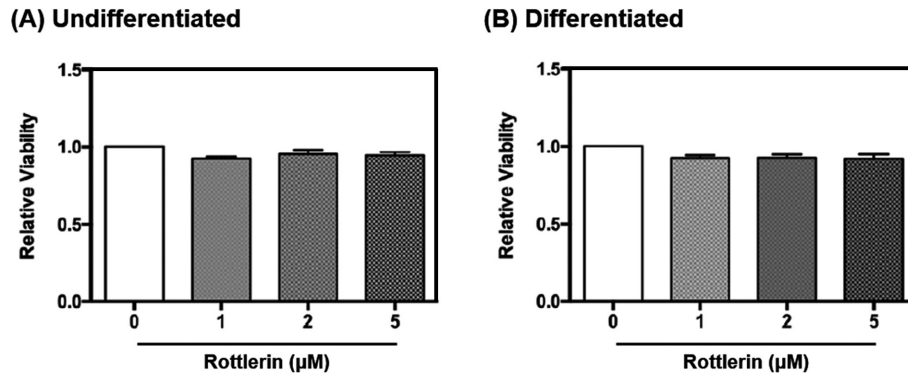 (A) Undifferentiated
Relative Viability
1.5
1.0
0.5
0.0
0 1 2 5
Rottlerin (µM)
(B) Differentiated
Relative Viability
1.5
1.0
0.5
0.0
0 1 2 5
Rottlerin (µM)